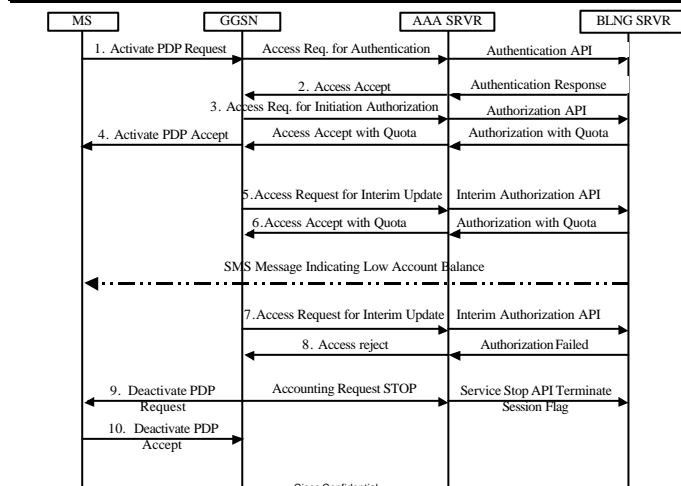 MS GGSN AAA SRVR BLNG SRVR
1. Activate PDP Request Access Req. for Authentication Authentication API
2. Access Accept Authentication Response
3. Access Req. for Initiation Authorization Authorization API
4. Activate PDP Accept Access Accept with Quota Authorization with Quota
5.Access Request for Interim Update Interim Authorization API
6.Access Accept with Quota Authorization with Quota
SMS Message Indicating Low Account Balance
7.Access Request for Interim Update Interim Authorization API
8. Access reject Authorization Failed
9. Deactivate PDP Accounting Request STOP Service Stop API Terminate
Request Session Flag
10. Deactivate PDP
Accept
Cisco Confidential